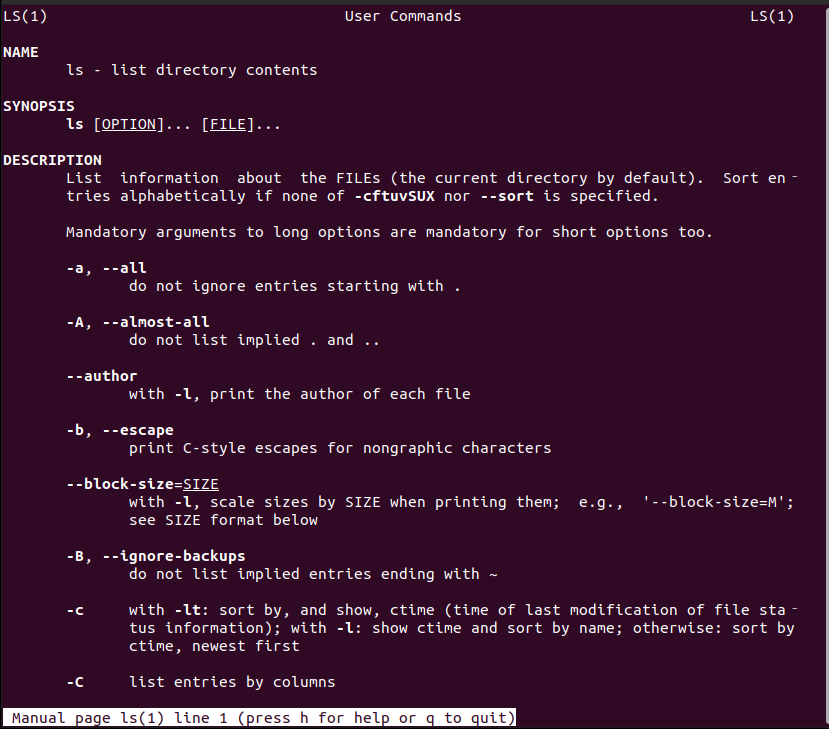 LS(1)                                 User Commands                                LS(1)
NAME
       ls - list directory contents
SYNOPSIS
       ls [OPTION]... [FILE]...
DESCRIPTION
       List  information  about  the FILEs (the current directory by default).  Sort en-
       tries alphabetically if none of -cftuvSUX nor --sort is specified.
       Mandatory arguments to long options are mandatory for short options too.
       -a, --all
              do not ignore entries starting with .
       -A, --almost-all
              do not list implied . and ..
       --author
              with -l, print the author of each file
       -b, --escape
              print C-style escapes for nongraphic characters
       --block-size=SIZE
              with -l, scale sizes by SIZE when printing them;  e.g.,  '--block-size=M';
              see SIZE format below
       -B, --ignore-backups
              do not list implied entries ending with ~
       -c     with -lt: sort by, and show, ctime (time of last modification of file sta-
              tus information); with -l: show ctime and sort by name; otherwise: sort by
              ctime, newest first
       -C     list entries by columns
 Manual page ls(1) line 1 (press h for help or q to quit)